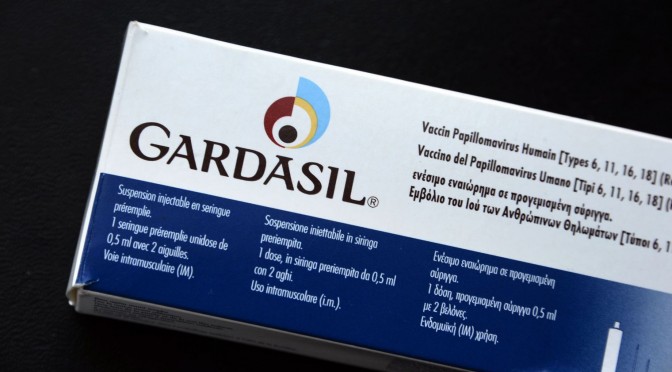 GARDASIL®
Vaccin Papillomavirus Humain [Types 6, 11, 16, 18]
Vaccino del Papillomavirus Umano [Tipi 6, 11, 16, 18]
ενέσιμο εναιώρημα σε προγεμισμένη σύριγγα.
Εμβόλιο του Ιού των Ανθρώπινων Θηλωμάτων [Τύποι 6, 11
Suspension injectable en seringue
préremplie.
1 seringue préremplie unidose de
0,5 ml avec 2 aiguilles.
Voie intramusculaire (IM).
Sospensione iniettabile in siringa
preriempita.
1 dose, in siringa preriempita da 0,5 ml
con 2 aghi.
Uso intramuscolare (i.m.).
Ενέσιμο εναιώρημα σε προγεμισμένη
σύριγγα.
1 δόση, προγεμισμένη σύριγγα 0,5 ml
με 2 βελόνες.
Ενδομυϊκή (IM) χρήση.